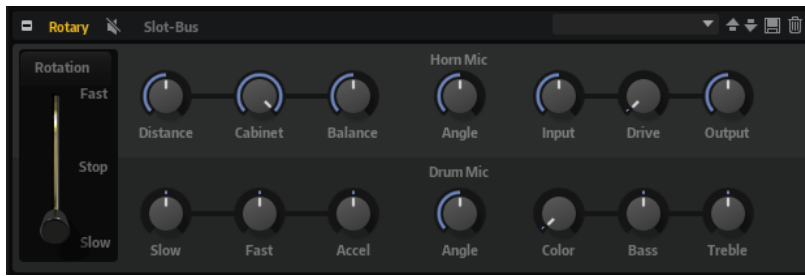 Rotary Slot-Bus
Rotation
Fast
Stop
Slow
Horn Mic
Distance Cabinet Balance Angle Input Drive Output
Drum Mic
Slow Fast Accel Angle Color Bass Treble